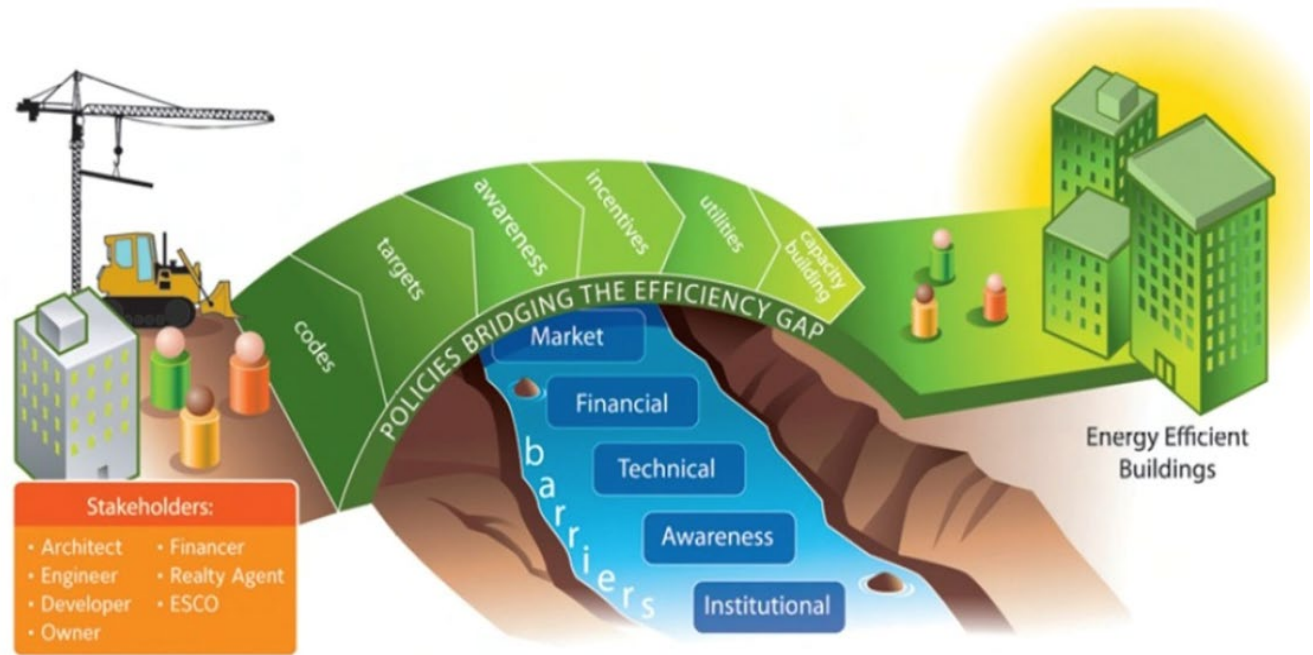 codes
targets
awareness
incentives
utilities
capacity
building
POLICIES BRIDGING THE EFFICIENCY GAP
Market
Financial
Technical
Awareness
Institutional
barriers
Energy Efficient
Buildings
Stakeholders:
• Architect
• Engineer
• Developer
• Owner
• Financer
• Realty Agent
• ESCO